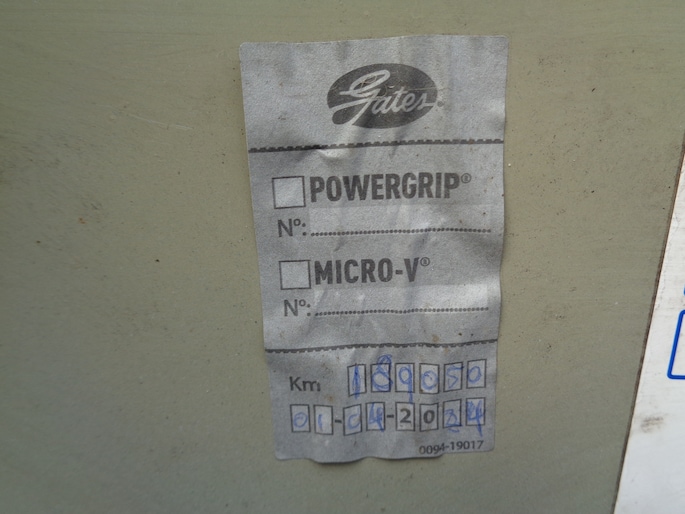 Gates
POWERGRIP®
Nº:
MICRO-V®
Nº:
Km 189050
01-04-2024
0094-19017